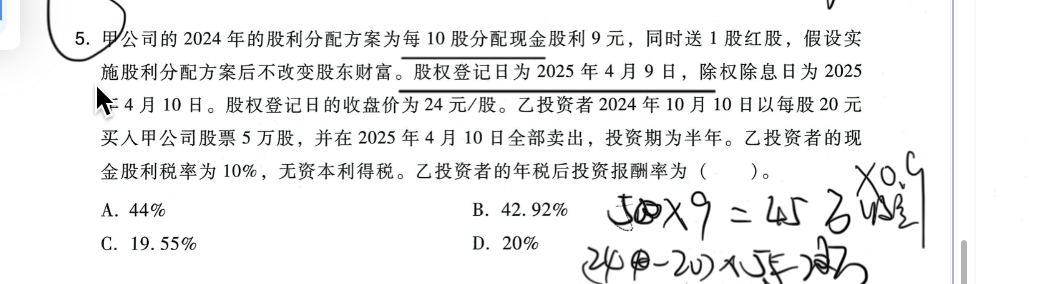 5. 甲公司的 2024 年的股利分配方案为每 10 股分配现金股利 9 元，同时送 1 股红股，假设实
施股利分配方案后不改变股东财富。股权登记日为 2025 年 4 月 9 日，除权除息日为 2025
年 4 月 10 日。股权登记日的收盘价为 24 元/股。乙投资者 2024 年 10 月 10 日以每股 20 元
买入甲公司股票 5 万股，并在 2025 年 4 月 10 日全部卖出，投资期为半年。乙投资者的现
金股利税率为 10%，无资本利得税。乙投资者的年税后投资报酬率为（　　）。
A. 44%
B. 42.92%
C. 19.55%
D. 20%
×0.9
× 9 = 45